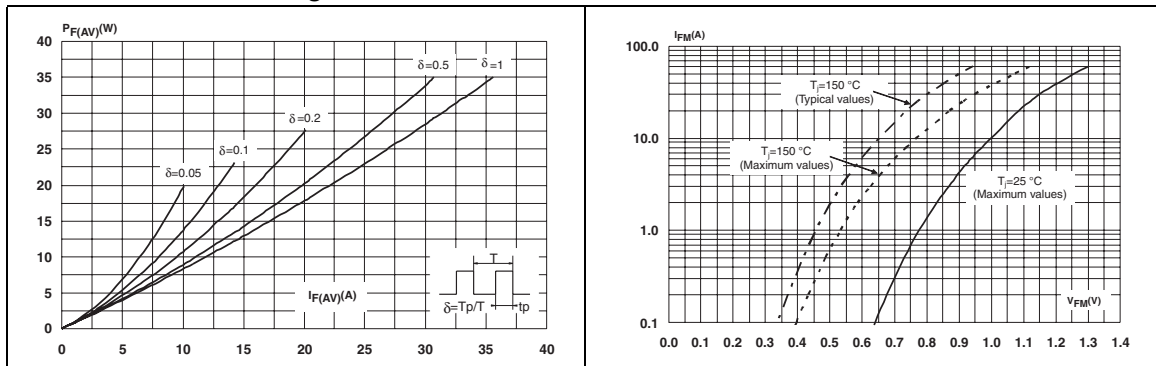 P_F(AV)(W)
40
35
30
25
20
15
10
5
0
δ=0.05
δ=0.1
δ=0.2
δ=0.5
δ=1
I_F(AV)(A)
T
δ=Tp/T
tp
0 5 10 15 20 25 30 35 40
I_FM(A)
100.0
10.0
1.0
0.1
T_j=150 °C
(Typical values)
T_j=150 °C
(Maximum values)
T_j=25 °C
(Maximum values)
V_FM(V)
0.0 0.1 0.2 0.3 0.4 0.5 0.6 0.7 0.8 0.9 1.0 1.1 1.2 1.3 1.4